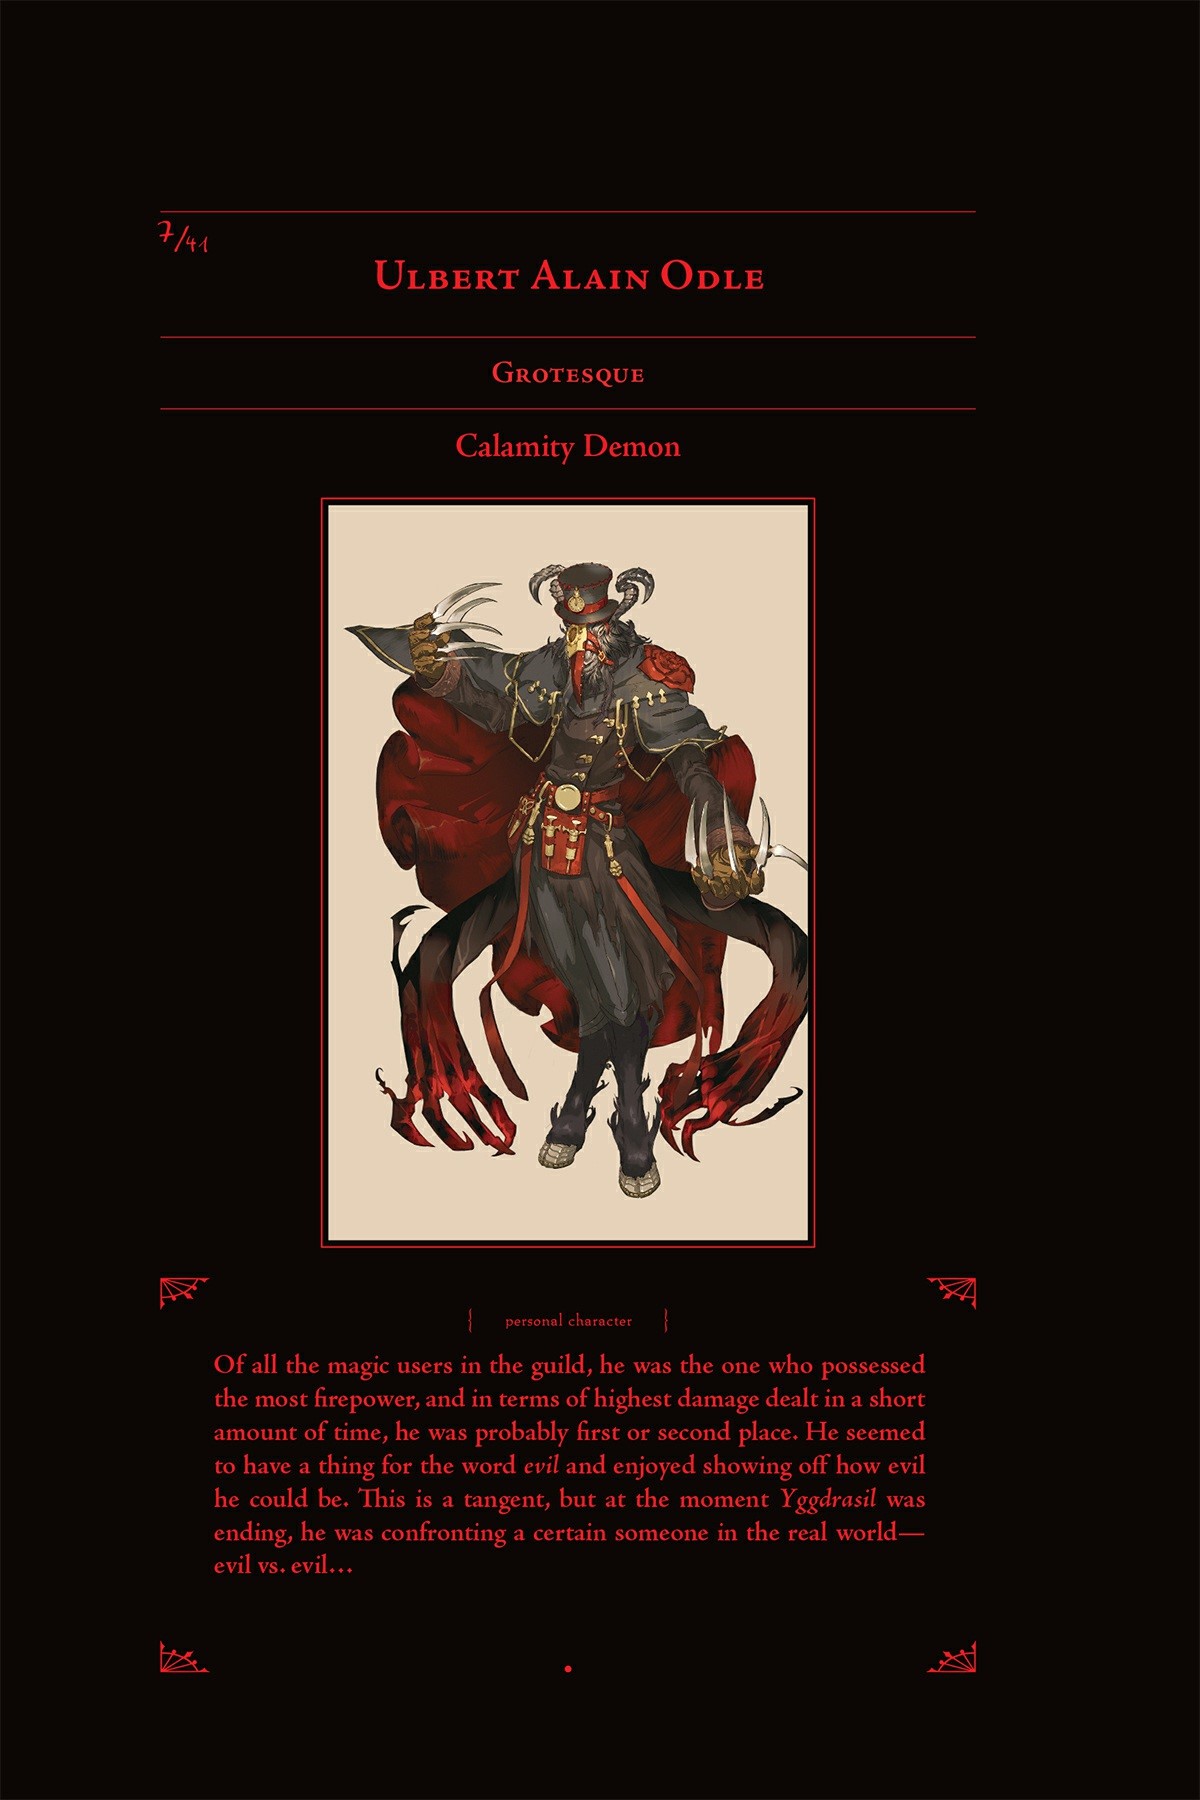 7/41
Ulbert Alain Odle
Grotesque
Calamity Demon
{ personal character }
Of all the magic users in the guild, he was the one who possessed
the most firepower, and in terms of highest damage dealt in a short
amount of time, he was probably first or second place. He seemed
to have a thing for the word evil and enjoyed showing off how evil
he could be. This is a tangent, but at the moment Yggdrasil was
ending, he was confronting a certain someone in the real world—
evil vs. evil…